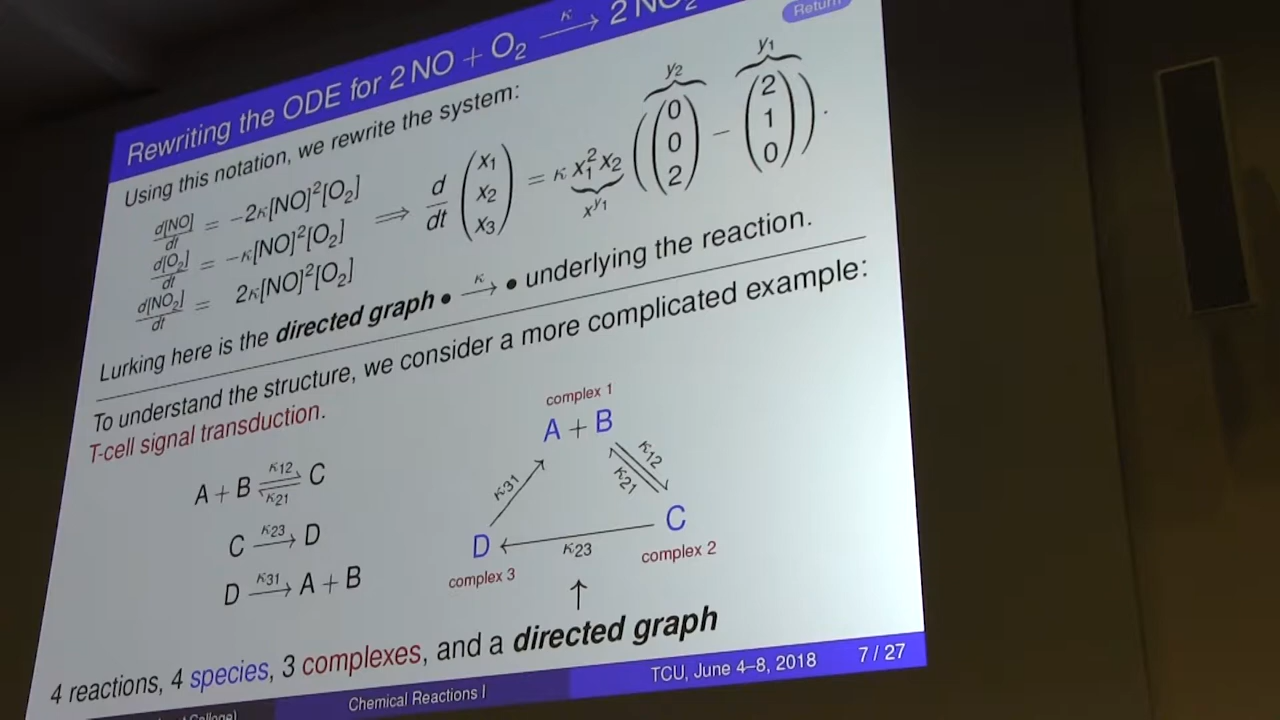 Rewriting the ODE for 2 NO + O₂ →κ 2 NO₂
Return
Using this notation, we rewrite the system:
d[NO]/dt = −2κ[NO]²[O₂]
d[O₂]/dt = −κ[NO]²[O₂]
d[NO₂]/dt = 2κ[NO]²[O₂]
⟹ d/dt (x₁ x₂ x₃) = κ x₁²x₂ ((0 0 2) − (2 1 0)).
x^y₁
y₂
y₁
Lurking here is the directed graph • →κ • underlying the reaction.
To understand the structure, we consider a more complicated example:
T-cell signal transduction.
A + B ⇌ C
κ₁₂
κ₂₁
C →κ₂₃ D
D →κ₃₁ A + B
complex 1
A + B
κ₃₁
κ₁₂
κ₂₁
D
κ₂₃
C
complex 3
complex 2
↑
4 reactions, 4 species, 3 complexes, and a directed graph
College)
Chemical Reactions I
TCU, June 4–8, 2018
7 / 27